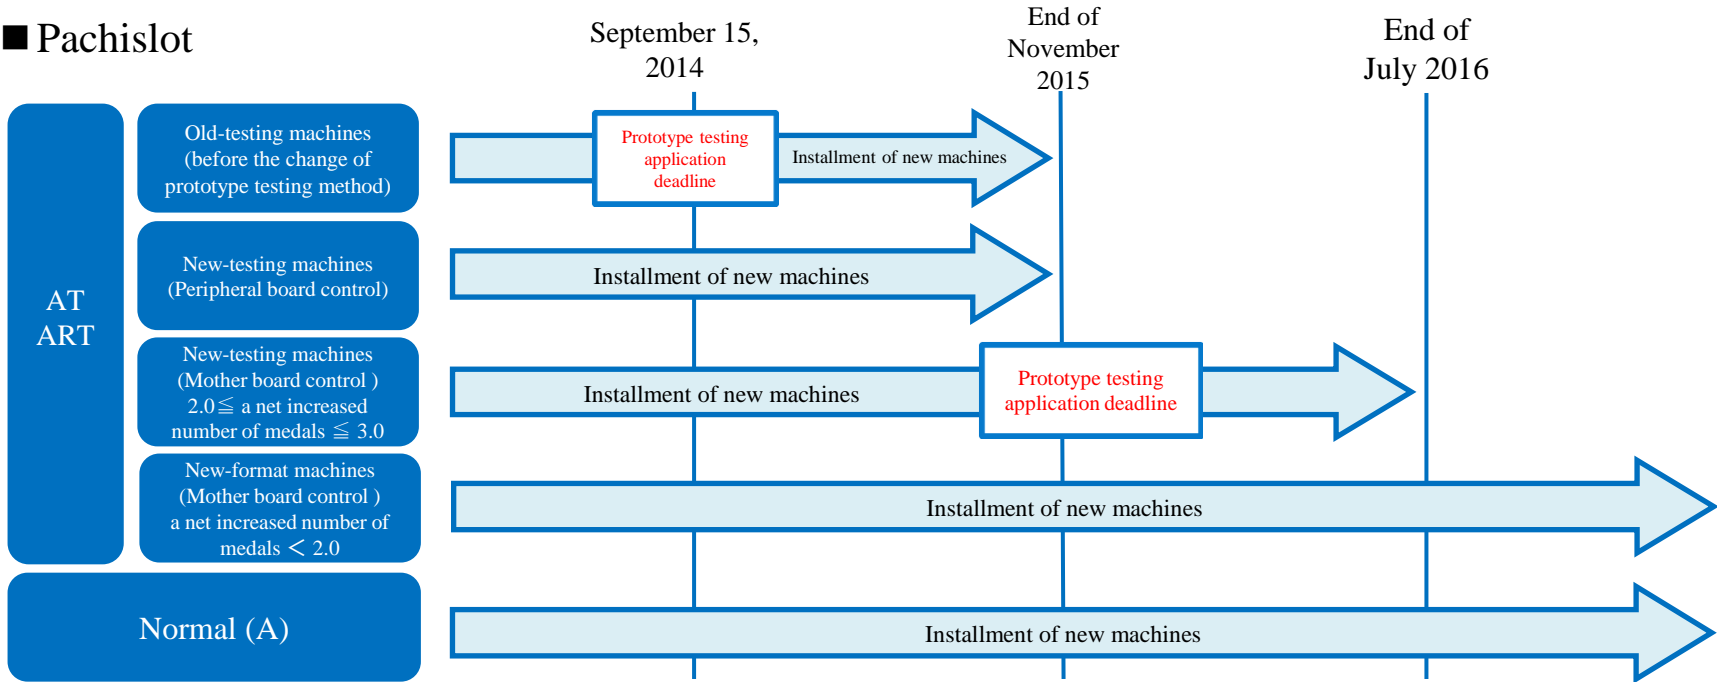 ■ Pachislot
September 15,
2014
End of
November
2015
End of
July 2016
AT
ART
Old-testing machines
(before the change of
prototype testing method)
Prototype testing
application
deadline
Installment of new machines
New-testing machines
(Peripheral board control)
Installment of new machines
New-testing machines
(Mother board control )
2.0≦ a net increased
number of medals ≦ 3.0
Installment of new machines
Prototype testing
application deadline
New-format machines
(Mother board control )
a net increased number of
medals < 2.0
Installment of new machines
Normal (A)
Installment of new machines